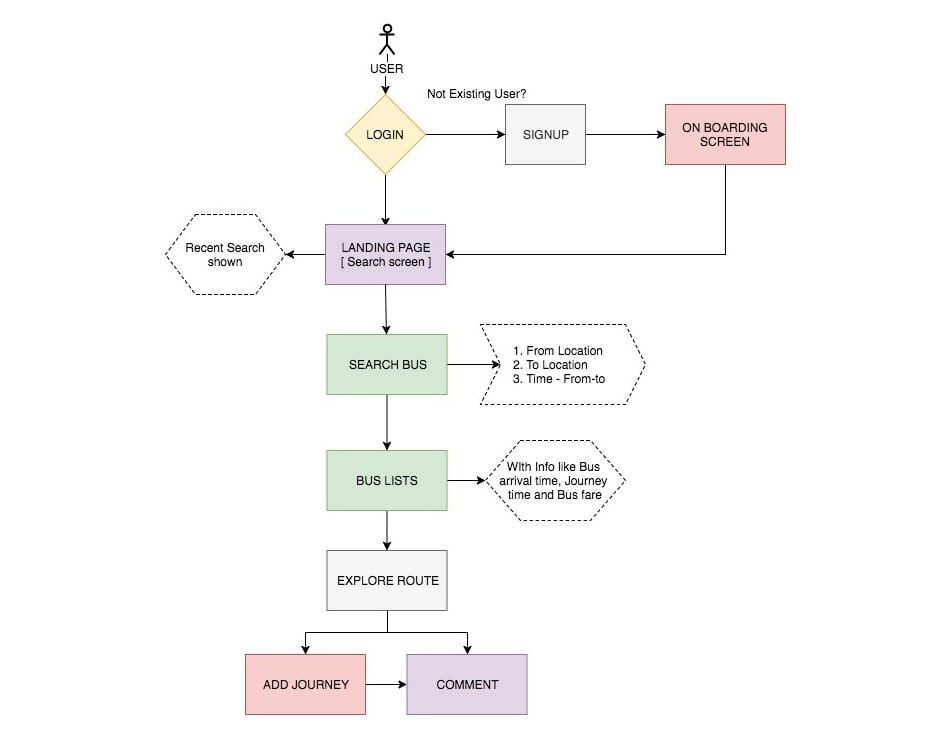 USER
Not Existing User?
LOGIN
SIGNUP
ON BOARDING
SCREEN
Recent Search
shown
LANDING PAGE
[ Search screen ]
SEARCH BUS
1. From Location
2. To Location
3. Time - From-to
BUS LISTS
WIth Info like Bus
arrival time, Journey
time and Bus fare
EXPLORE ROUTE
ADD JOURNEY
COMMENT